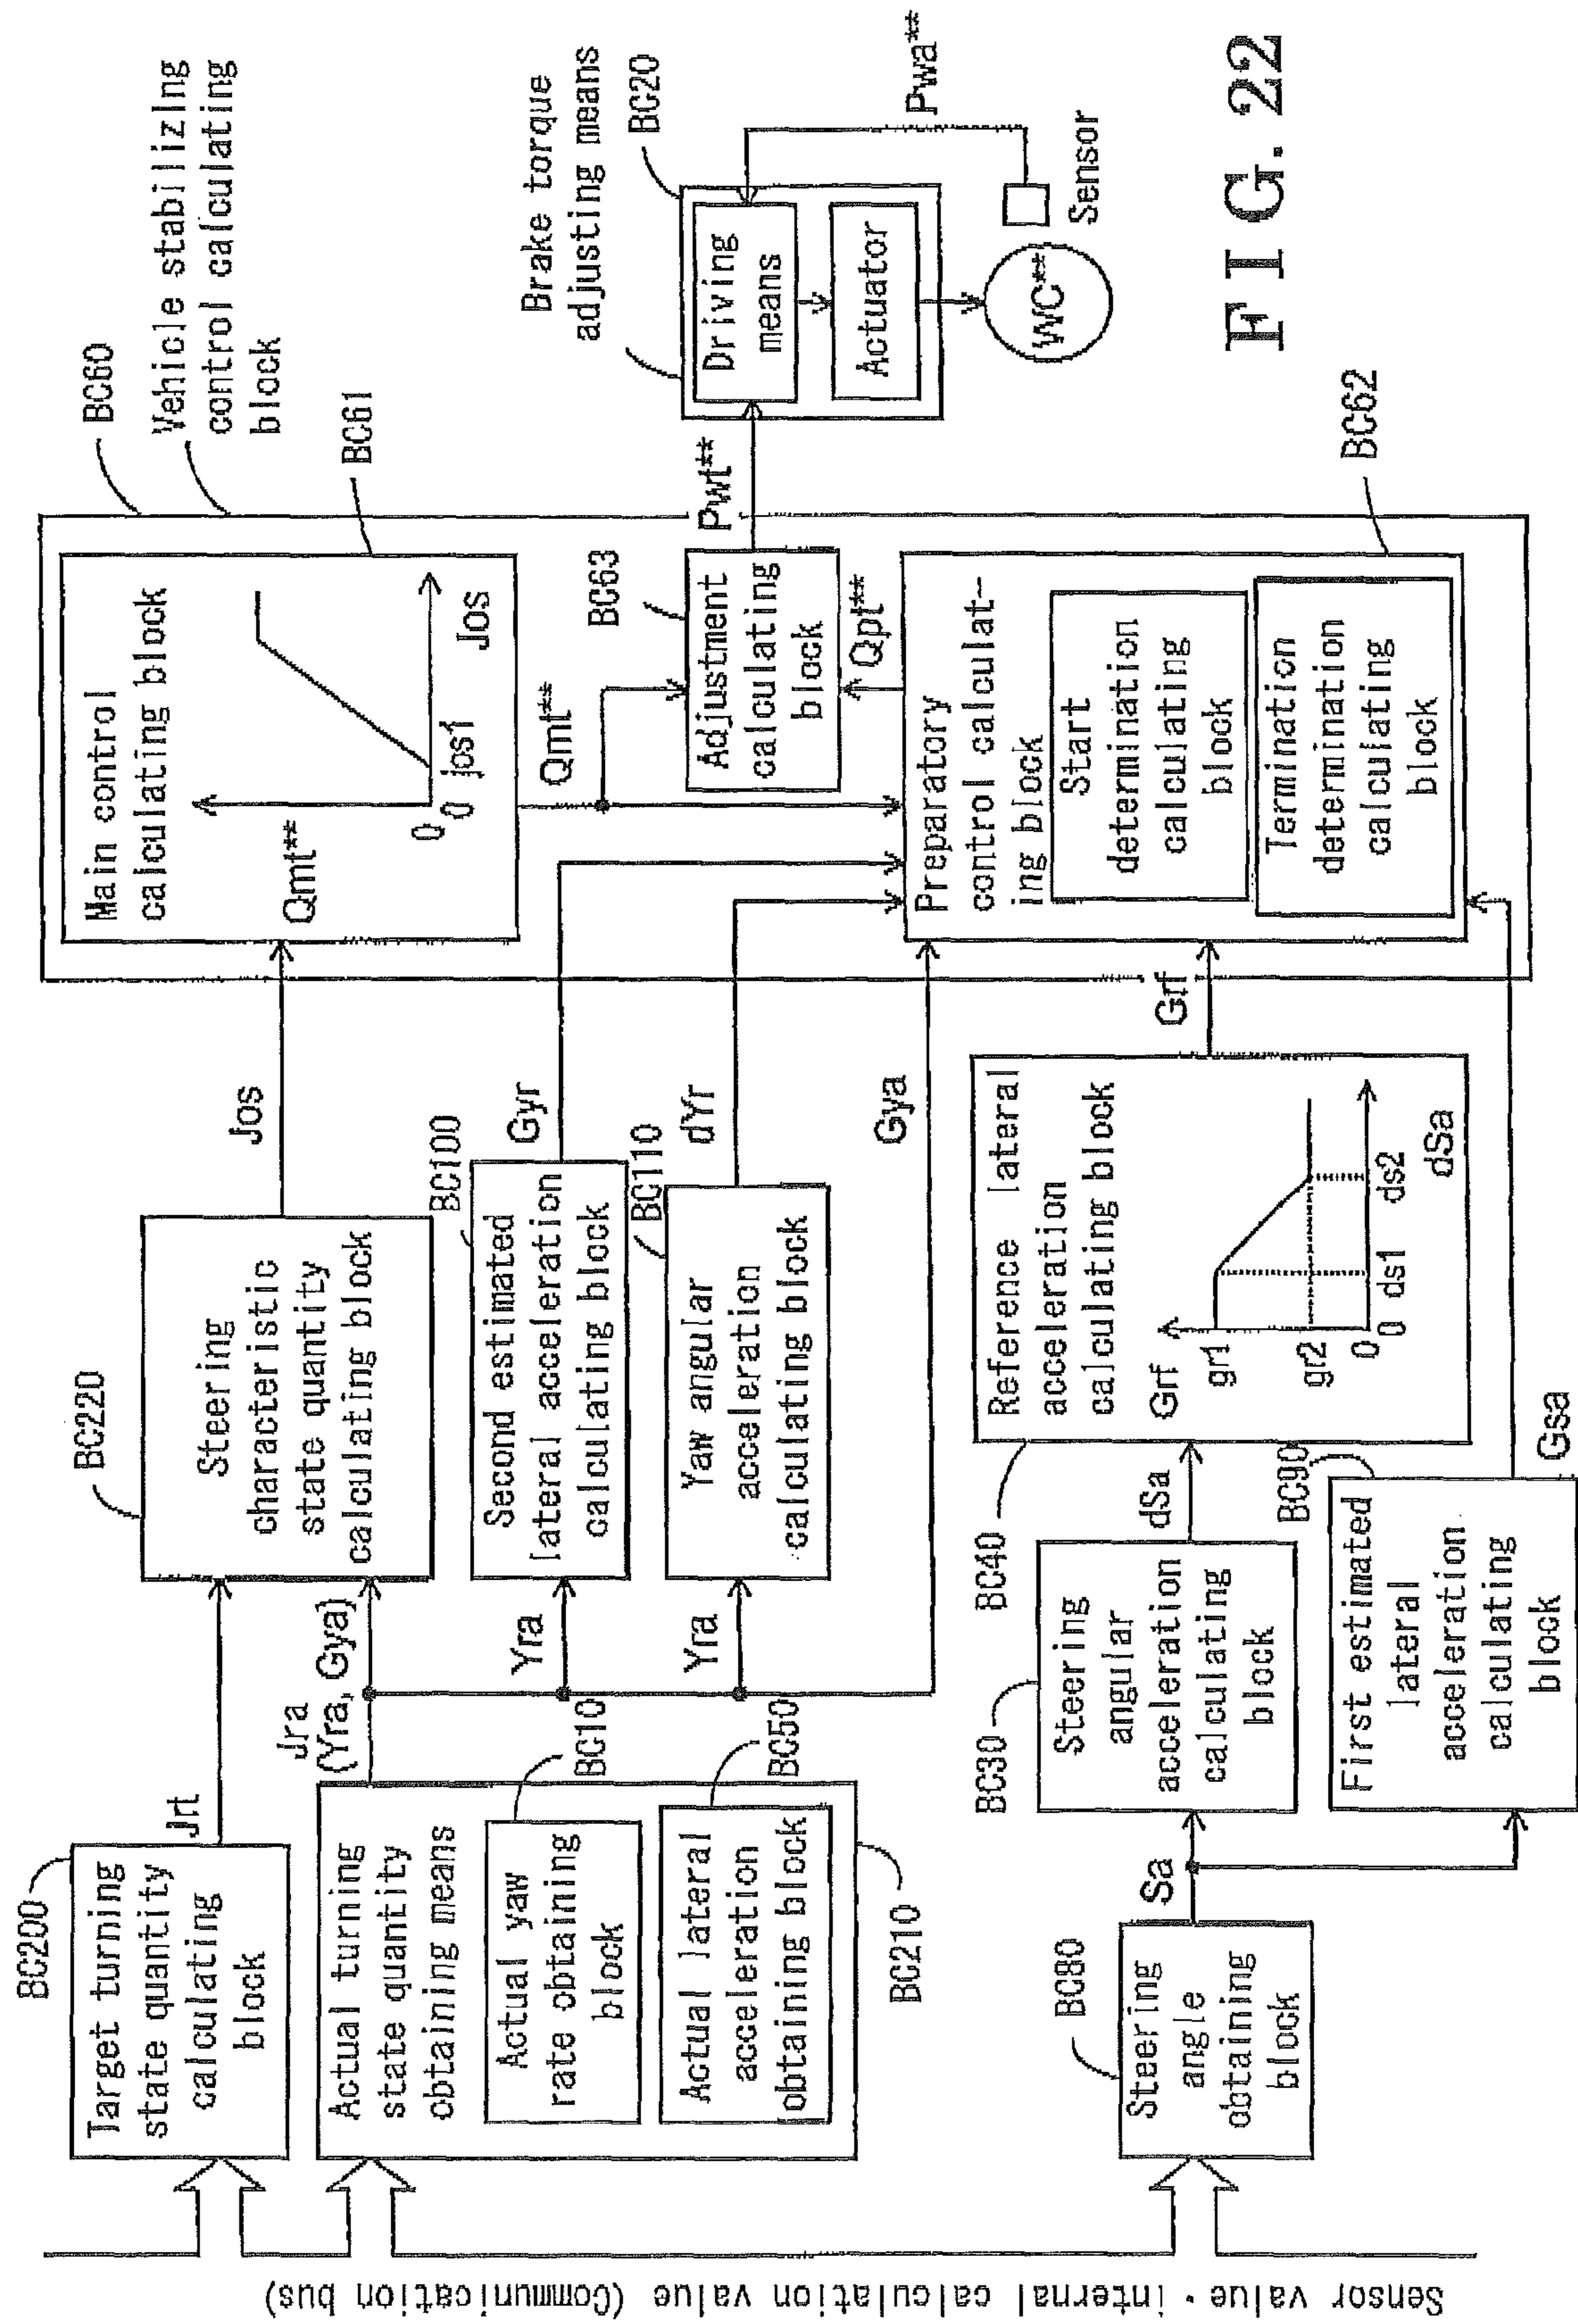 Sensor value・internal calculation value (Communication bus)
BC200
Target turning
state quantity
calculating
block
Jrt
Actual turning
state quantity
obtaining means
Actual yaw
rate obtaining
block
BC10
Actual lateral
acceleration
obtaining block
BC50
BC210
Jra
(Yra, Gya)
BC220
Steering
characteristic
state quantity
calculating block
Jos
Yra
BC100
Second estimated
lateral acceleration
calculating block
Gyr
Yra
BC110
Yaw angular
acceleration
calculating block
dYr
Gya
BC80
Steering
angle
obtaining
block
Sa
BC30
Steering
angular
acceleration
calculating
block
dSa
BC40
Reference lateral
acceleration
calculating block
Grf
gr1
gr2
0
0 ds1 ds2
dSa
Grf
BC90
First estimated
lateral
acceleration
calculating
block
Gsa
BC60
Vehicle stabilizing
control calculating
block
BC61
Main control
calculating block
Qmt**
0
0 jos1
Jos
Qmt**
BC63
Adjustment
calculating
block
Pwt**
Qpt**
Preparatory
control calculat-
ing block
Start
determination
calculating
block
Termination
determination
calculating
block
BC62
Brake torque
adjusting means
BC20
Driving
means
Actuator
WC**
Sensor
Pwa**
FIG. 22